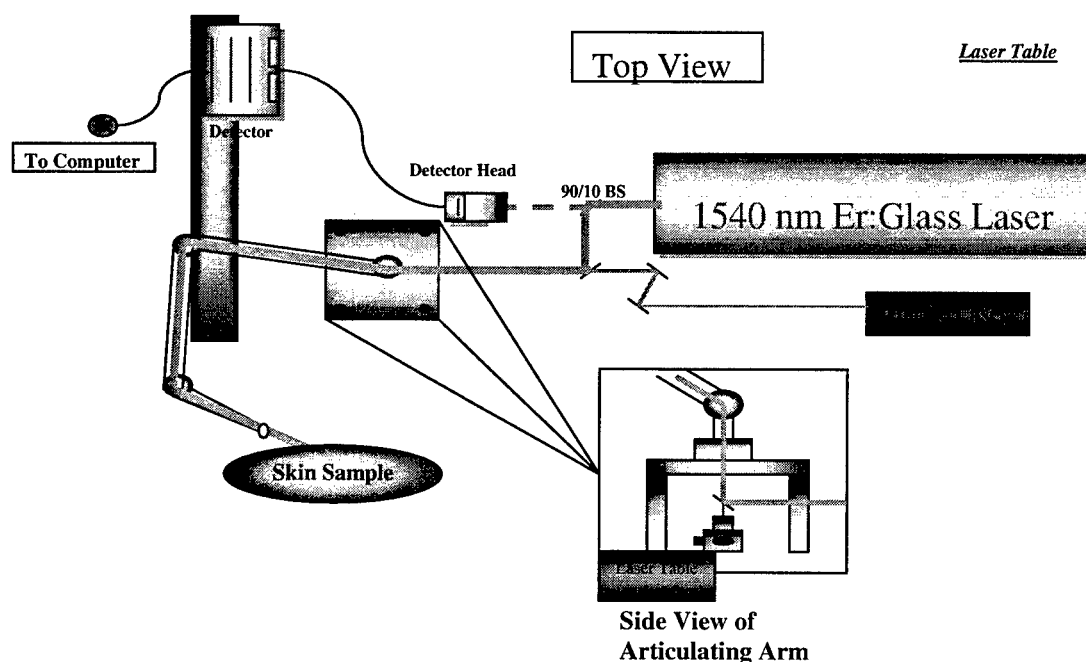 Top View
Laser Table
Detector
To Computer
Detector Head
90/10 BS
1540 nm Er:Glass Laser
Skin Sample
Laser Table
Side View of
Articulating Arm